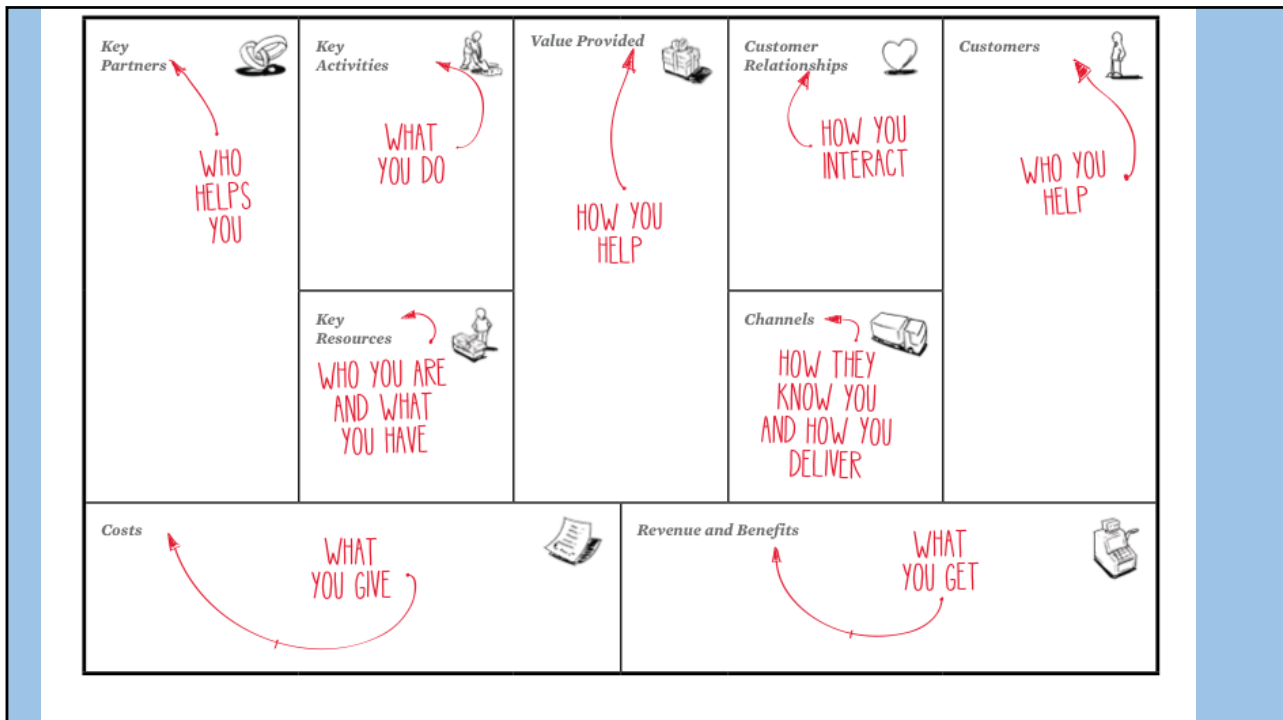 Key
Partners
WHO
HELPS
YOU
Key
Activities
WHAT
YOU DO
Key
Resources
WHO YOU ARE
AND WHAT
YOU HAVE
Value Provided
HOW YOU
HELP
Customer
Relationships
HOW YOU
INTERACT
Channels
HOW THEY
KNOW YOU
AND HOW YOU
DELIVER
Customers
WHO YOU
HELP
Costs
WHAT
YOU GIVE
Revenue and Benefits
WHAT
YOU GET